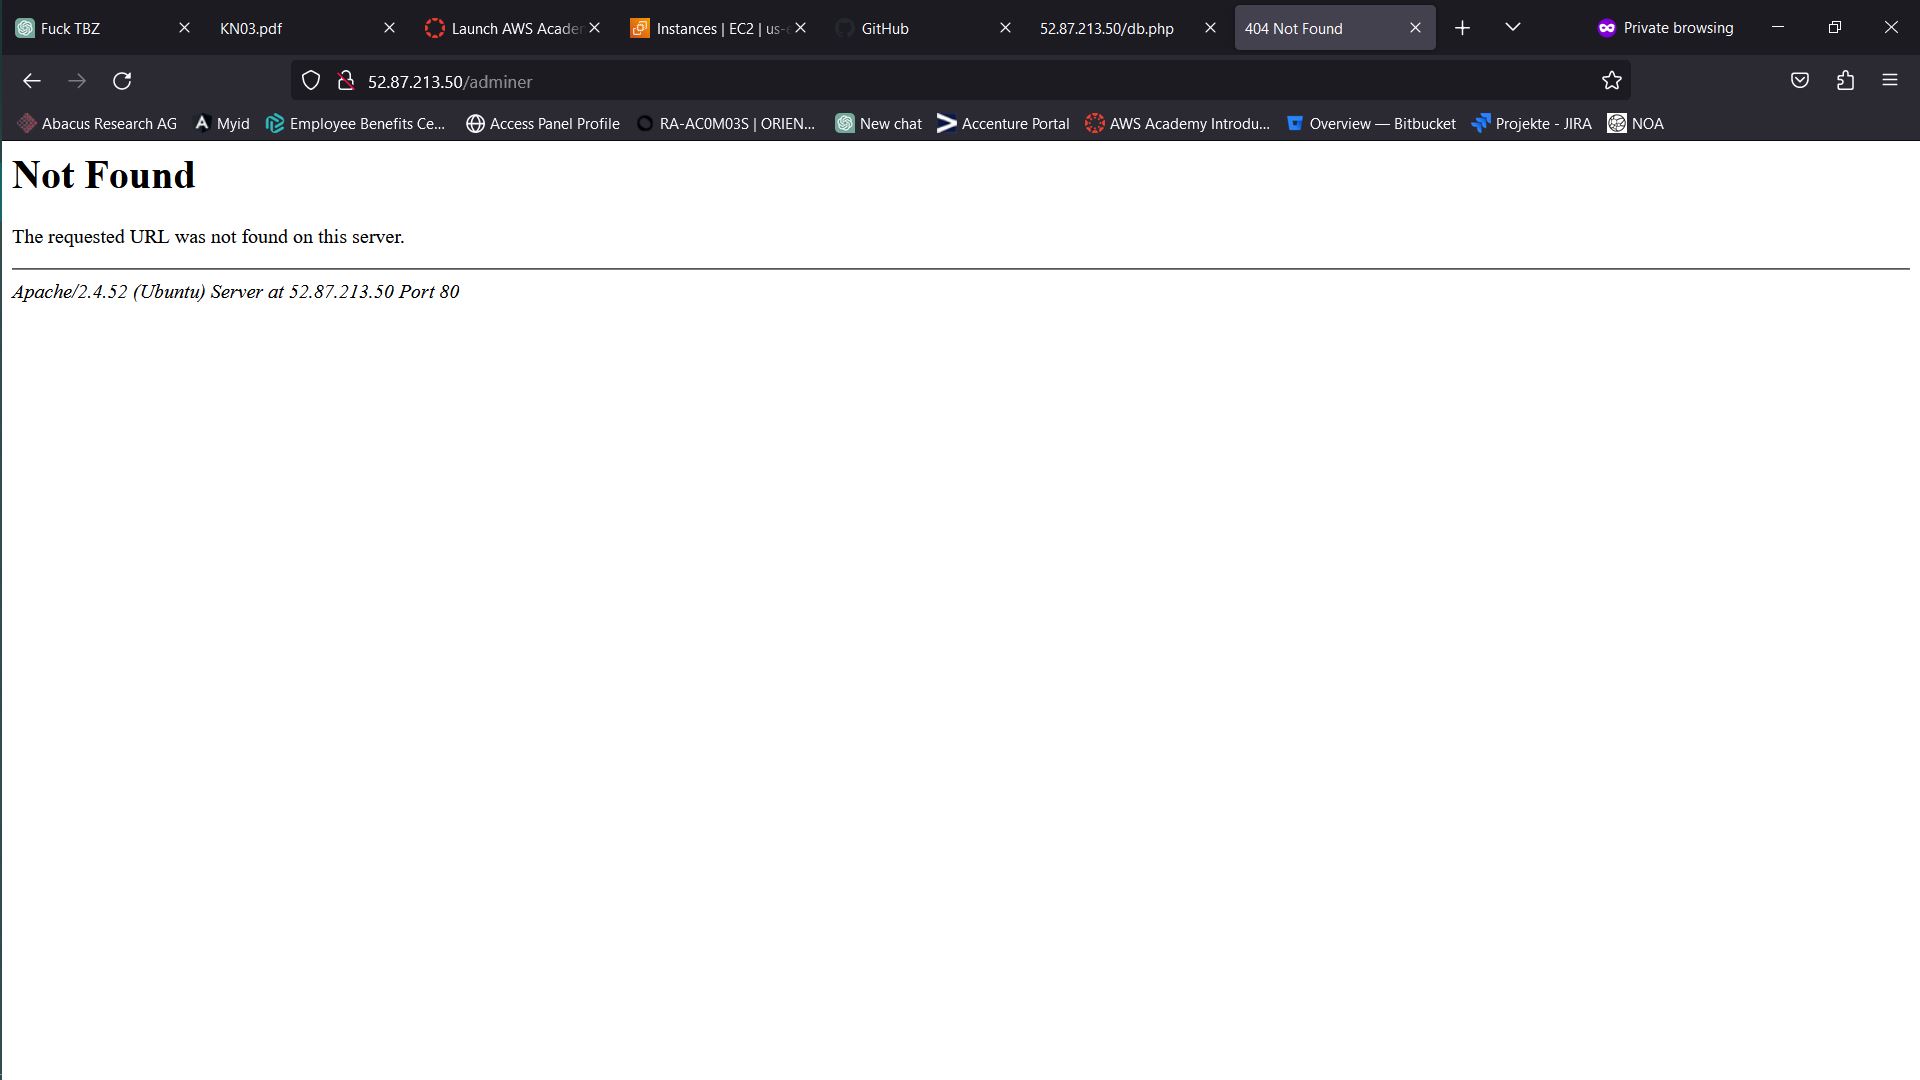 Fuck TBZ
KN03.pdf
Launch AWS Acader
Instances | EC2 | us-e
GitHub
52.87.213.50/db.php
404 Not Found
Private browsing
52.87.213.50/adminer
Abacus Research AG
Myid
Employee Benefits Ce...
Access Panel Profile
RA-AC0M03S | ORIEN...
New chat
Accenture Portal
AWS Academy Introdu...
Overview — Bitbucket
Projekte - JIRA
NOA
Not Found
The requested URL was not found on this server.
Apache/2.4.52 (Ubuntu) Server at 52.87.213.50 Port 80